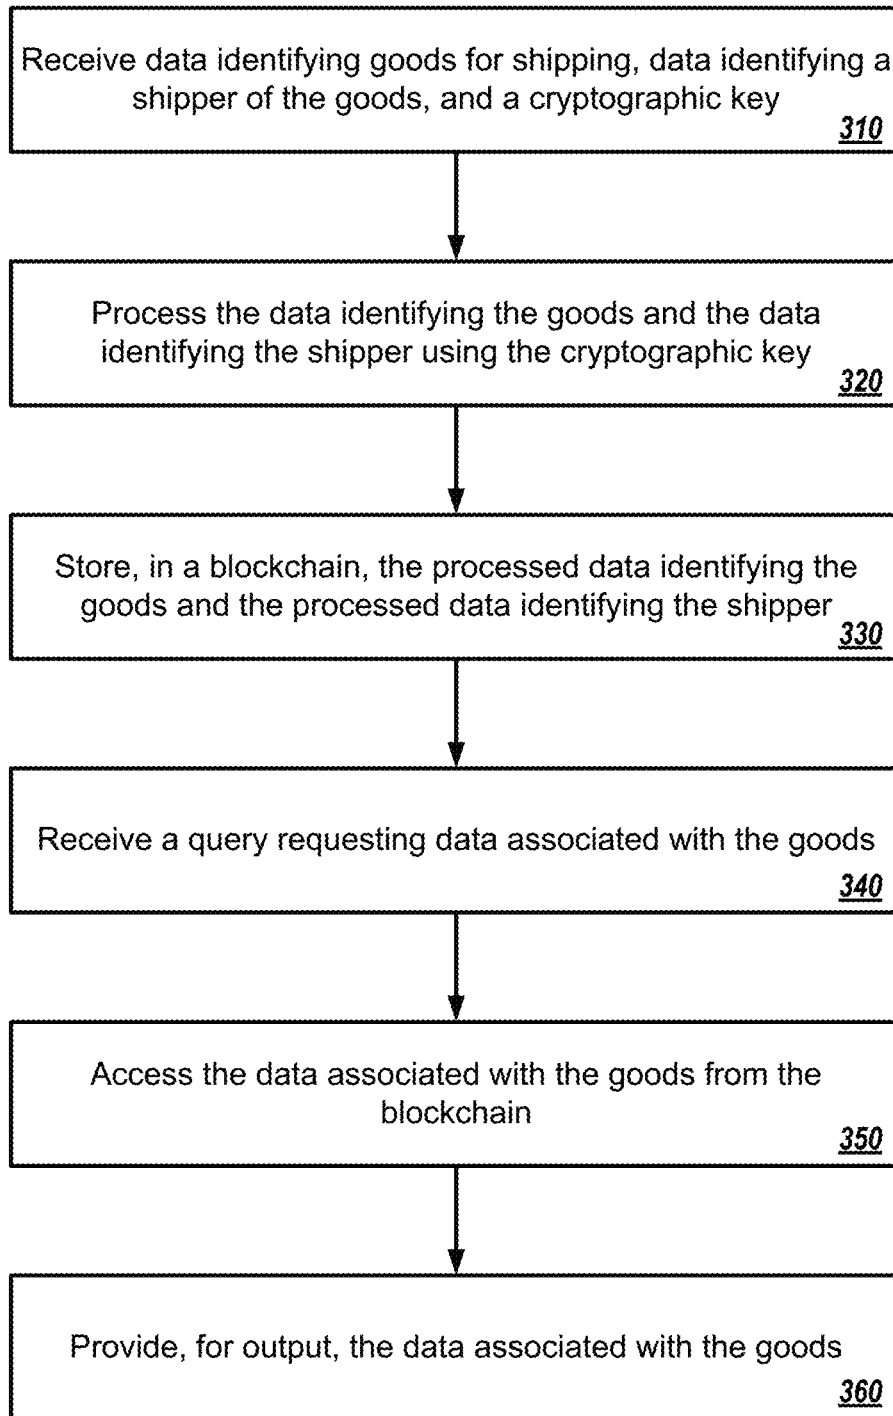 Receive data identifying goods for shipping, data identifying a
shipper of the goods, and a cryptographic key
310
Process the data identifying the goods and the data
identifying the shipper using the cryptographic key
320
Store, in a blockchain, the processed data identifying the
goods and the processed data identifying the shipper
330
Receive a query requesting data associated with the goods
340
Access the data associated with the goods from the
blockchain
350
Provide, for output, the data associated with the goods
360